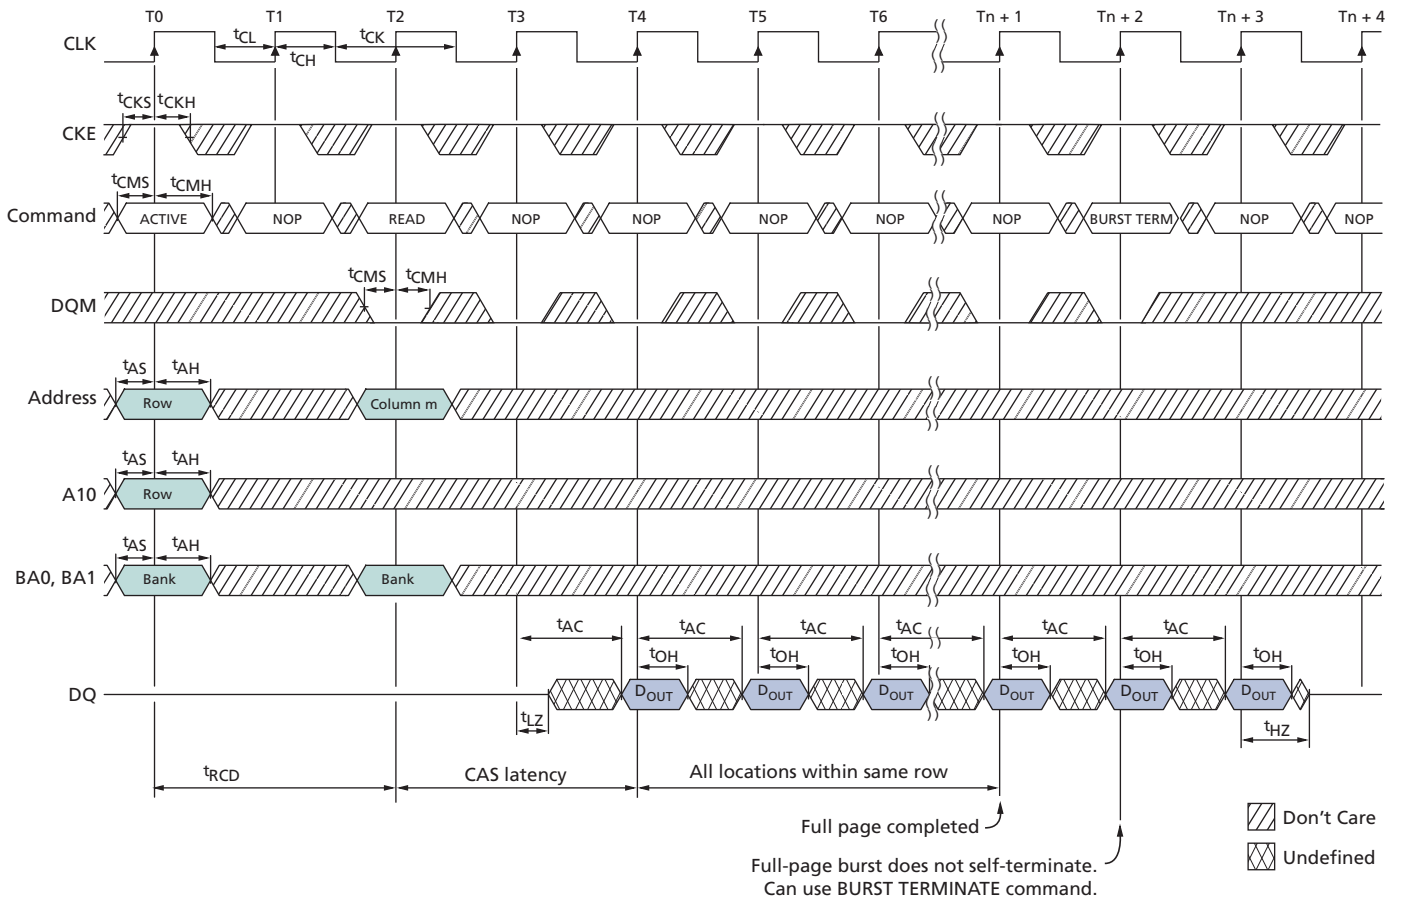 T0 T1 T2 T3 T4 T5 T6 Tn + 1 Tn + 2 Tn + 3 Tn + 4
CLK tCL tCK
tCH
tCKS tCKH
CKE
tCMS tCMH
Command ACTIVE NOP READ NOP NOP NOP NOP NOP BURST TERM NOP NOP
tCMS tCMH
DQM
tAS tAH
Address Row Column m
tAS tAH
A10 Row
tAS tAH
BA0, BA1 Bank Bank
tAC tAC tAC tAC tAC tAC
tOH tOH tOH tOH tOH tOH
DQ DOUT DOUT DOUT DOUT DOUT DOUT
tLZ tHZ
tRCD CAS latency All locations within same row
Full page completed
Don't Care
Full-page burst does not self-terminate.
Can use BURST TERMINATE command.
Undefined